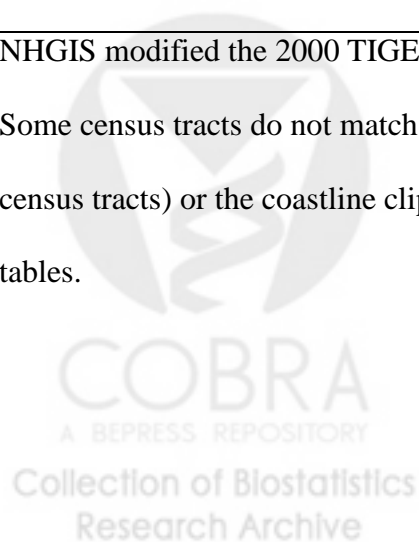 NHGIS modified the 2000 TIGE
Some census tracts do not match
census tracts) or the coastline clip
tables.
COBRA
A BEPRESS REPOSITORY
Collection of Biostatistics
Research Archive